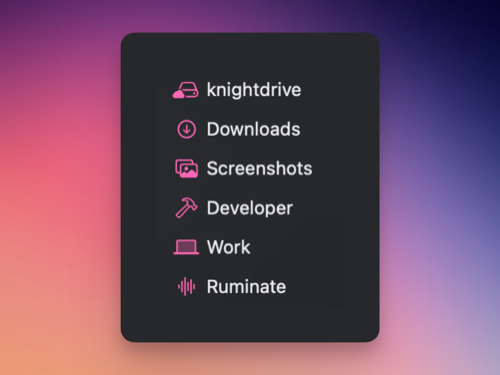 knightdrive
Downloads
Screenshots
Developer
Work
Ruminate